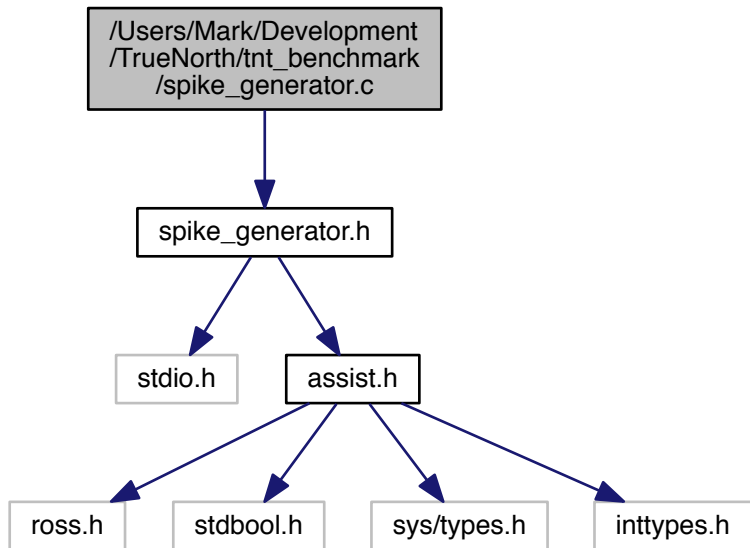 /Users/Mark/Development
/TrueNorth/tnt_benchmark
/spike_generator.c
spike_generator.h
stdio.h
assist.h
ross.h
stdbool.h
sys/types.h
inttypes.h